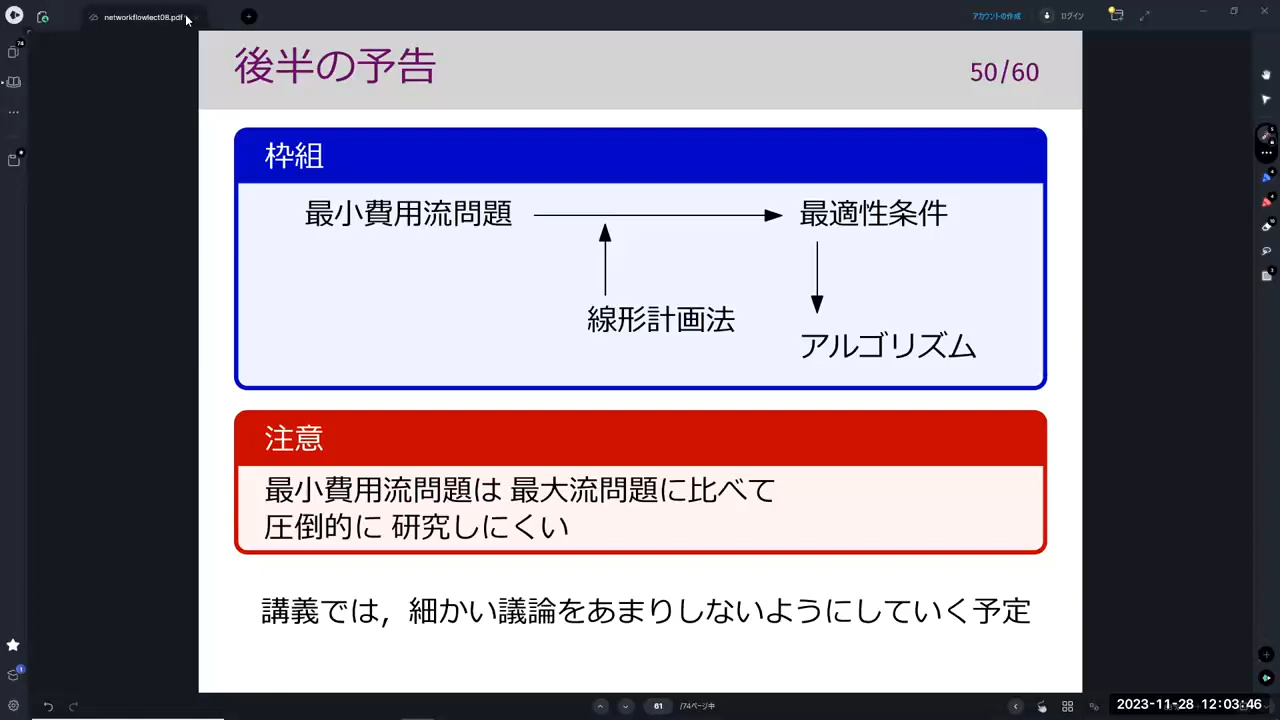 networkflowlect08.pdf
アカウントの作成
ログイン
後半の予告
50/60
枠組
最小費用流問題
最適性条件
線形計画法
アルゴリズム
注意
最小費用流問題は 最大流問題に比べて
圧倒的に 研究しにくい
講義では，細かい議論をあまりしないようにしていく予定
61
/74ページ中
2023-11-28 12:03:46